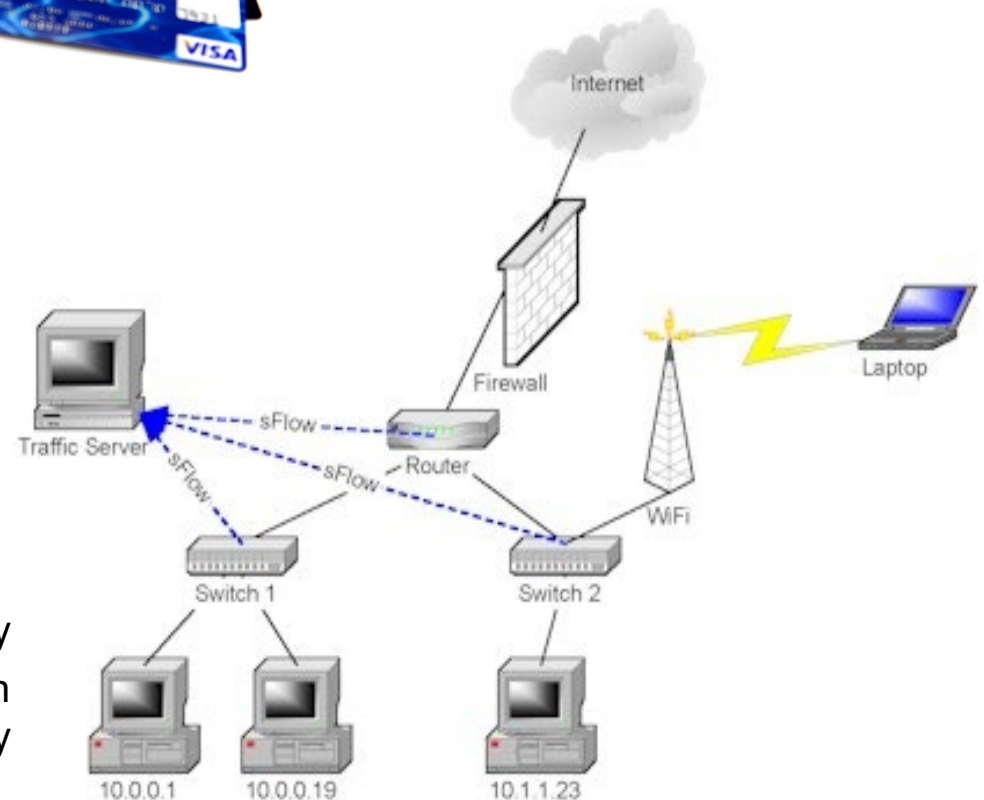 VISA
Internet
Firewall
Laptop
Traffic Server
sFlow
Router
sFlow
sFlow
WiFi
Switch 1
Switch 2
y
n
y
10.0.0.1
10.0.0.19
10.1.1.23